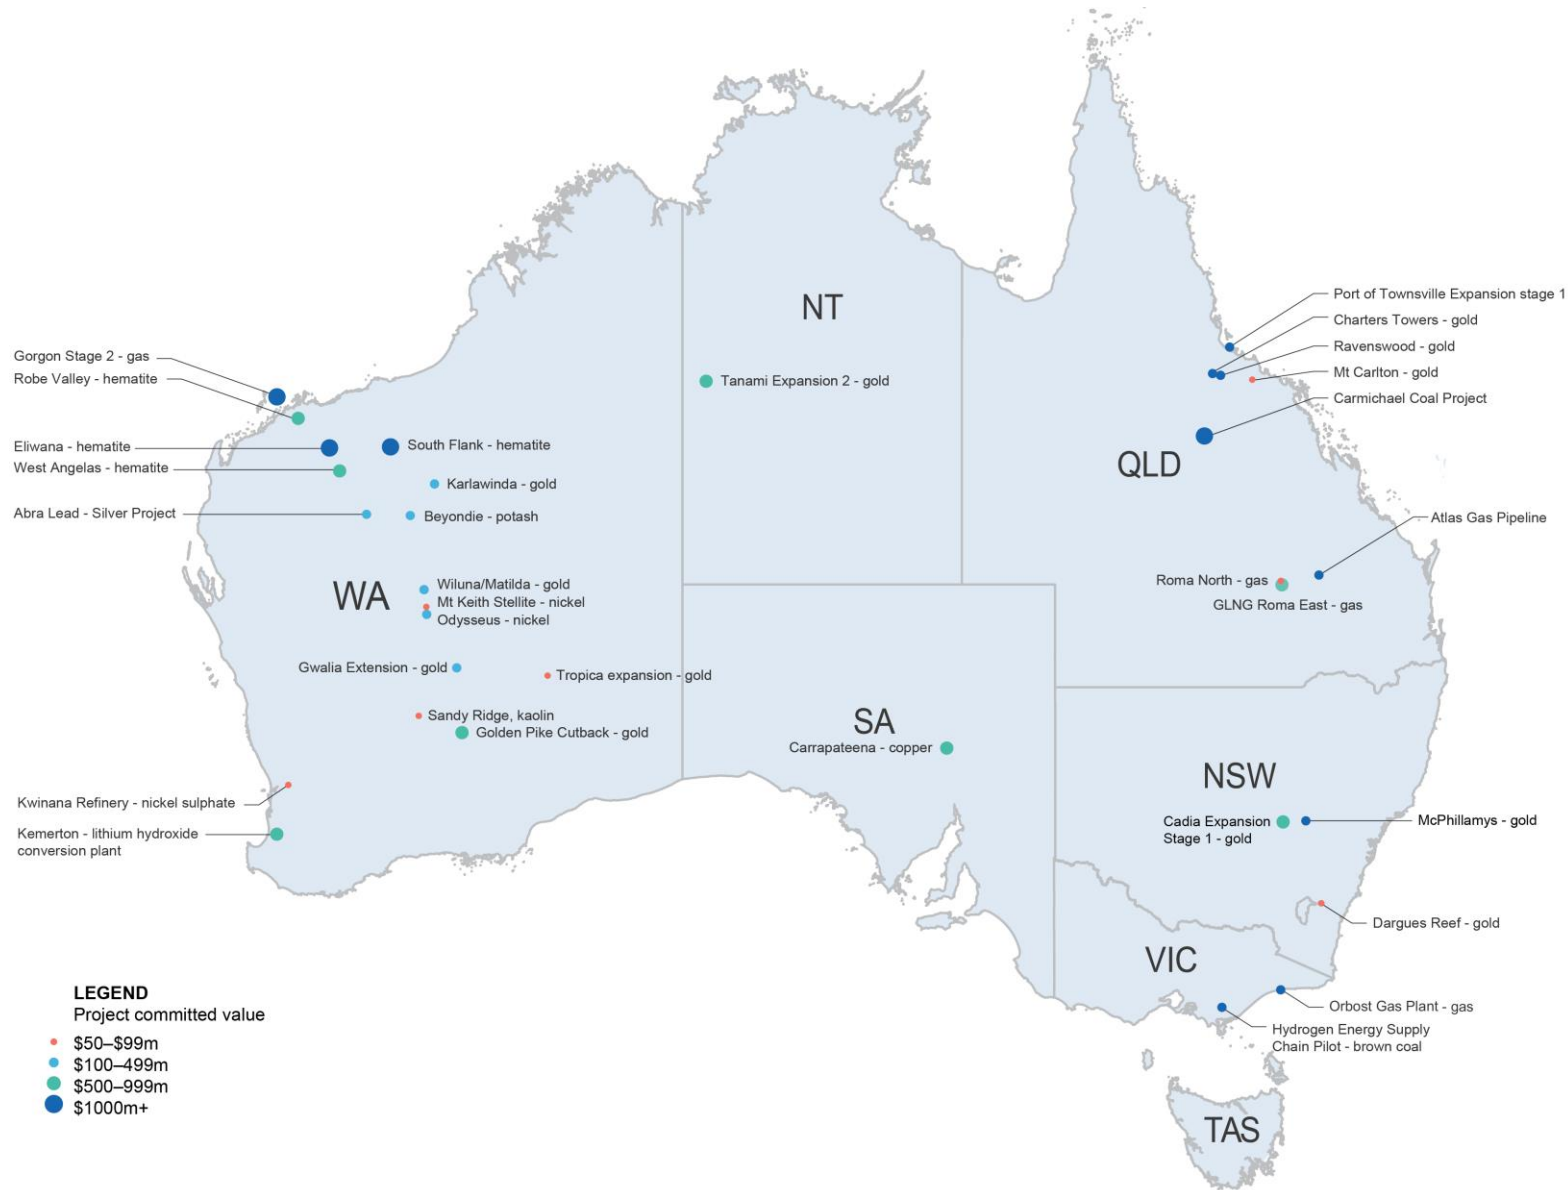 NT
Port of Townsville Expansion stage 1
Charters Towers - gold
Ravenswood - gold
Mt Carlton - gold
Carmichael Coal Project
Gorgon Stage 2 - gas
Robe Valley - hematite
Tanami Expansion 2 - gold
Eliwana - hematite
South Flank - hematite
West Angelas - hematite
QLD
Karlawinda - gold
Abra Lead - Silver Project
Beyondie - potash
Atlas Gas Pipeline
WA
Wiluna/Matilda - gold
Mt Keith Stellite - nickel
Odysseus - nickel
Roma North - gas
GLNG Roma East - gas
Gwalia Extension - gold
Tropica expansion - gold
Sandy Ridge, kaolin
Golden Pike Cutback - gold
SA
Carrapateena - copper
NSW
Kwinana Refinery - nickel sulphate
Kemerton - lithium hydroxide
conversion plant
Cadia Expansion
Stage 1 - gold
McPhillamys - gold
Dargues Reef - gold
VIC
Orbost Gas Plant - gas
Hydrogen Energy Supply
Chain Pilot - brown coal
TAS
LEGEND
Project committed value
$50–$99m
$100–499m
$500–999m
$1000m+